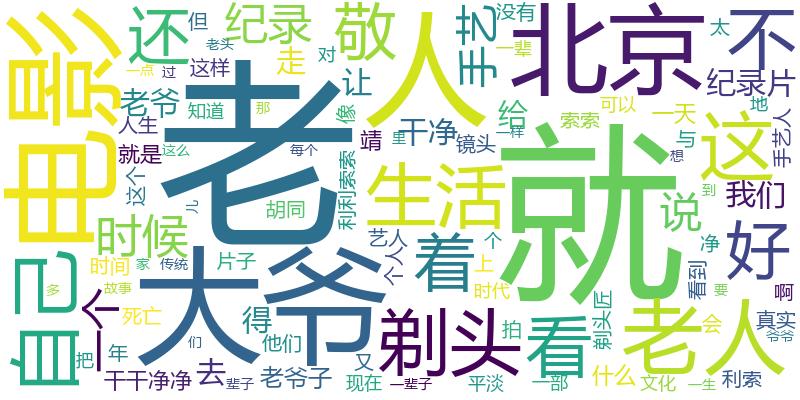 电影
还
但
纪录
敬
人
手艺
没有
北京
太
不
老头
一辈
一点
过
这样
走
对
让
纪录片
老爷
知道
那
老
像
给
可以
地
人生
就是
这么
每个
靖
里
干净
镜头
一样
索索
一天
与
这
手艺人
想
这个
利利索索
生活
就
说
我们
到
儿
胡同
时候
自己
一个
时间
家
传统
片子
大爷
艺人
个人
着
个
上
净
看到
好
多
故事
死亡
们
得
他们
时代
剃头
看
拍
剃头匠
老人
会
要
啊
真实
爷爷
把
年
干干净净
去
辈子
老爷子
又
现在
一辈子
平淡
一部
什么
文化
一生
利索